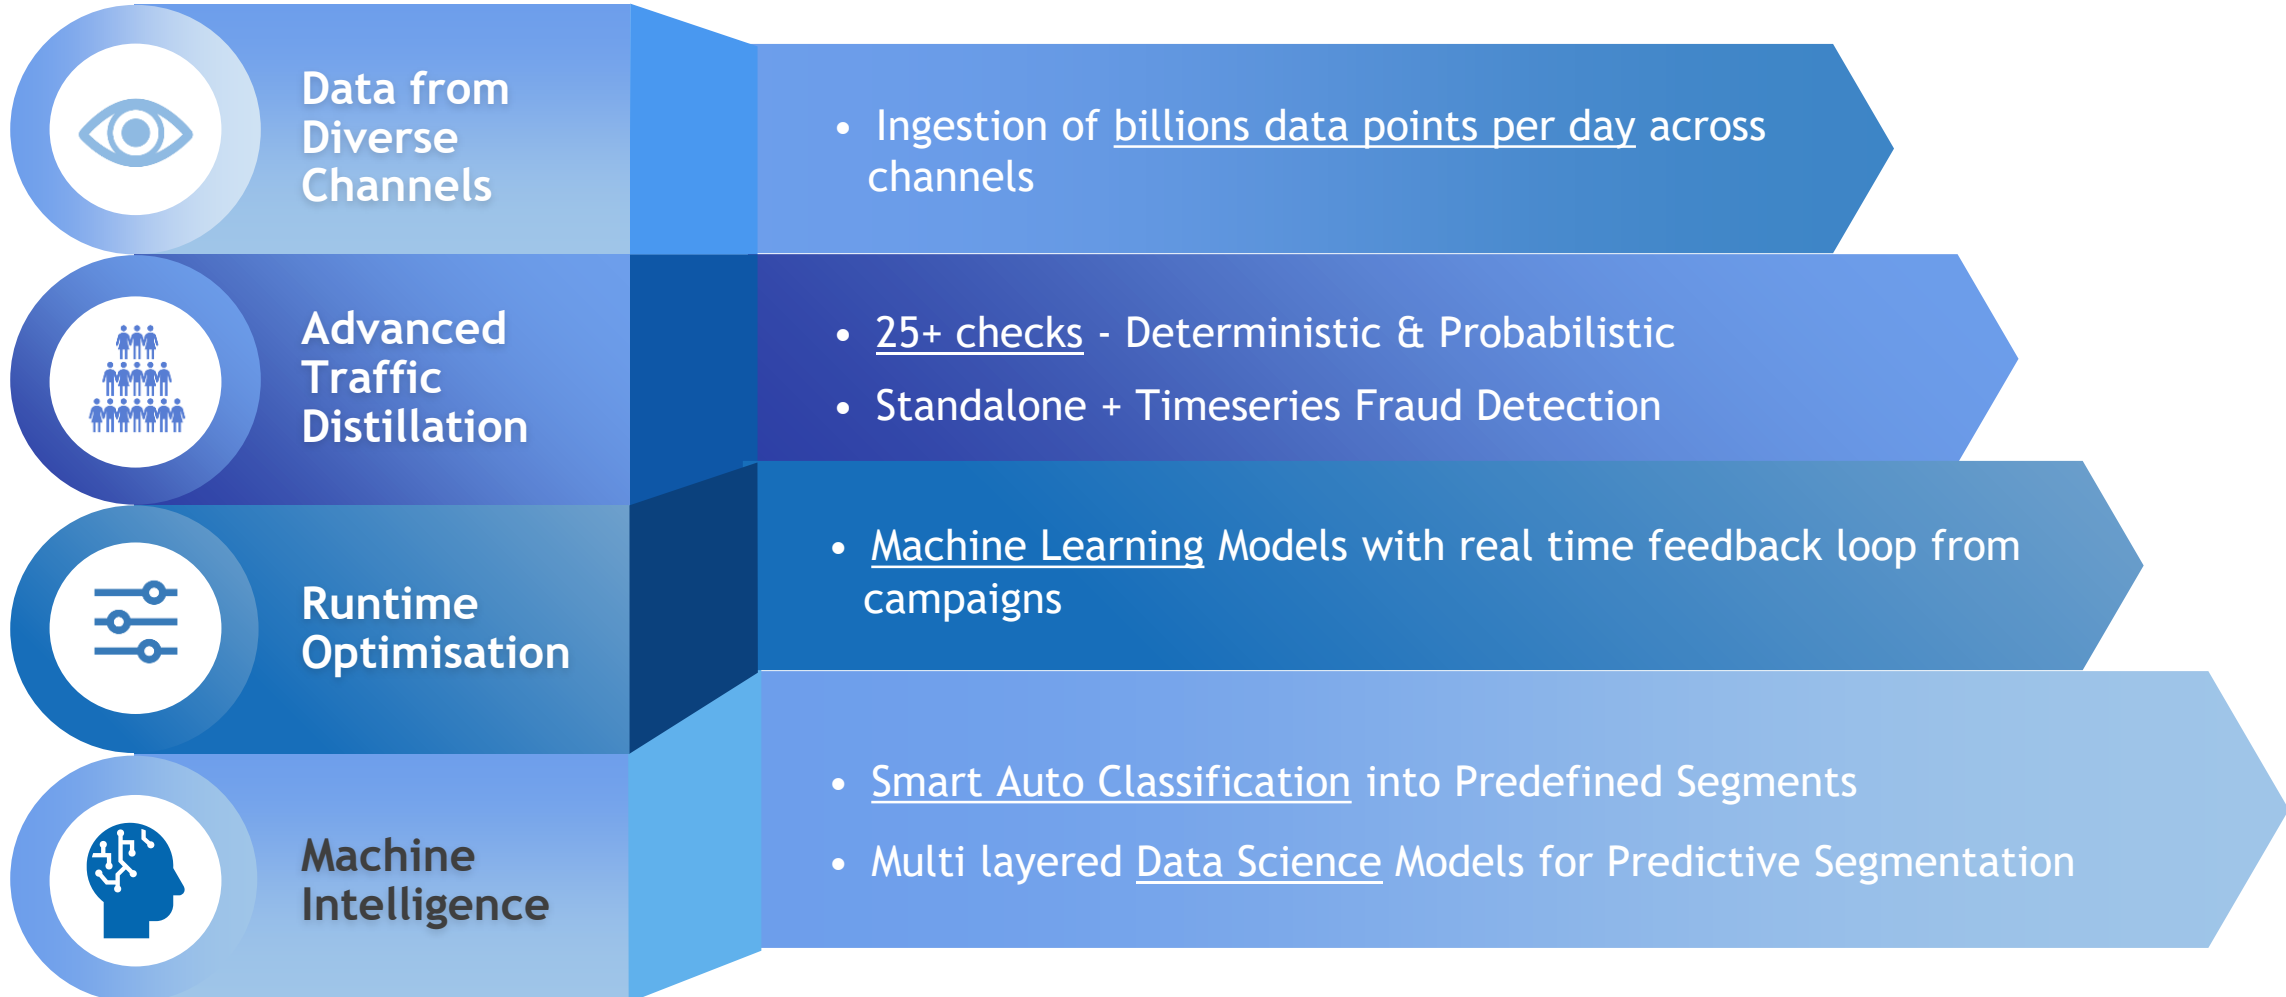 Data from
Diverse
Channels
• Ingestion of billions data points per day across
channels
Advanced
Traffic
Distillation
• 25+ checks - Deterministic & Probabilistic
• Standalone + Timeseries Fraud Detection
Runtime
Optimisation
• Machine Learning Models with real time feedback loop from
campaigns
Machine
Intelligence
• Smart Auto Classification into Predefined Segments
• Multi layered Data Science Models for Predictive Segmentation